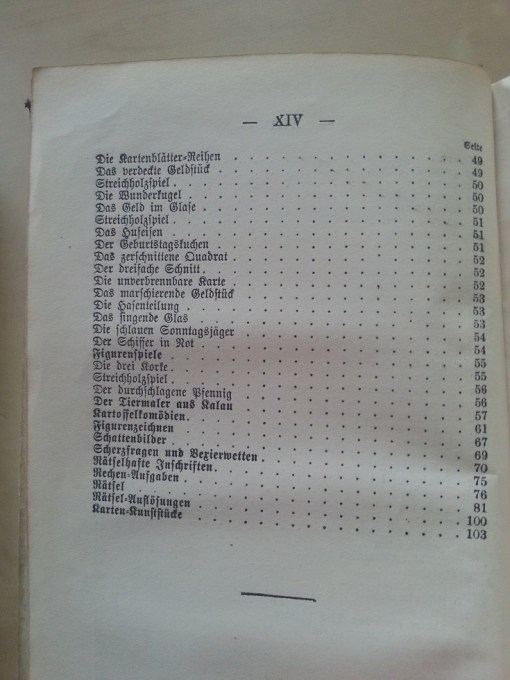 — XIV —
Seite
Die Kartenblätter-Reihen . . . 49
Das verdeckte Geldstück . . . 49
Streichholzspiel . . . 50
Die Wunderkugel . . . 50
Das Geld im Glase . . . 50
Streichholzspiel . . . 51
Das Hufeisen . . . 51
Der Geburtstagskuchen . . . 51
Das zerschnittene Quadrat . . . 52
Der dreifache Schnitt . . . 52
Die unverbrennbare Karte . . . 52
Das marschierende Geldstück . . . 53
Die Hasenteilung . . . 53
Das singende Glas . . . 53
Die schlauen Sonntagsjäger . . . 54
Der Schiffer in Not . . . 54
Figurenspiele . . . 55
Die drei Korke . . . 55
Streichholzspiel . . . 56
Der durchschlagene Pfennig . . . 56
Der Tiermaler aus Kalau . . . 57
Kartoffelkomödien . . . 61
Figurenzeichnen . . . 67
Schattenbilder . . . 69
Scherzfragen und Vexierwetten . . . 70
Rätselhafte Inschriften . . . 75
Rechen-Aufgaben . . . 76
Rätsel . . . 81
Rätsel-Auflösungen . . . 100
Karten-Kunststücke . . . 103